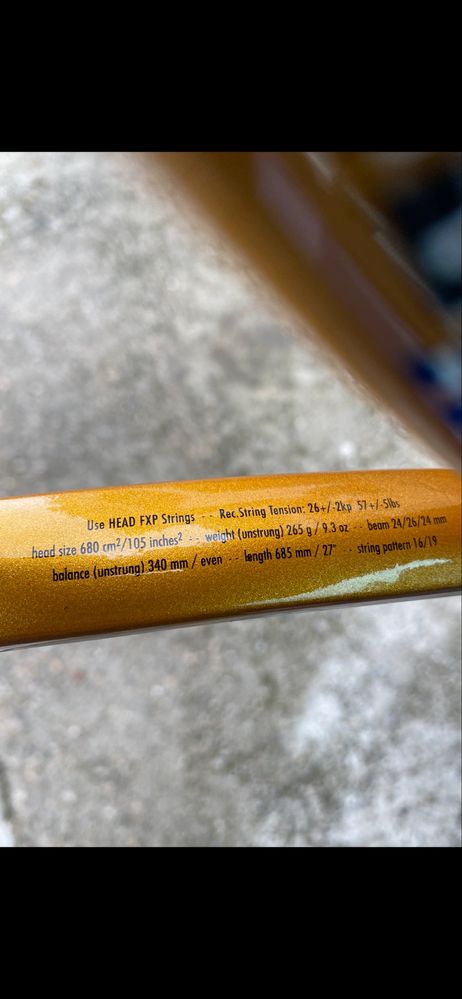 Use HEAD FXP Strings - - Rec.String Tension: 26+/-2kp 57+/-5lbs
head size 680 cm²/105 inches² - - weight (unstrung) 265 g / 9.3 oz - - beam 24/26/24 mm
balance (unstrung) 340 mm / even - - length 685 mm / 27" - - string pattern 16/19